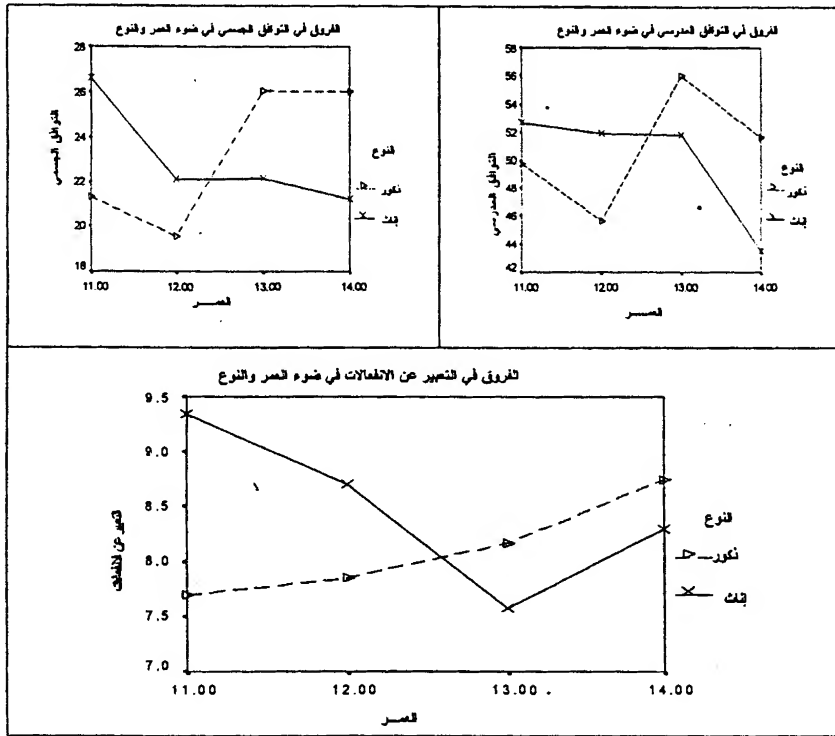 الفروق في التوافق المدرسي في ضوء العمر والنوع
58
56
54
52
50
48
46
44
42
التوافق المدرسي
11.00 12.00 13.00 14.00
العمـــر
النوع
ذكور
إناث
الفروق في التوافق الجسمي في ضوء العمر والنوع
28
26
24
22
20
18
التوافق الجسمي
11.00 12.00 13.00 14.00
العمـــر
النوع
ذكور
إناث
الفروق في التعبير عن الانفعالات في ضوء العمر والنوع
9.5
9.0
8.5
8.0
7.5
7.0
التعبير عن الانفعالات
11.00 12.00 13.00 14.00
العمـــر
النوع
ذكور
إناث